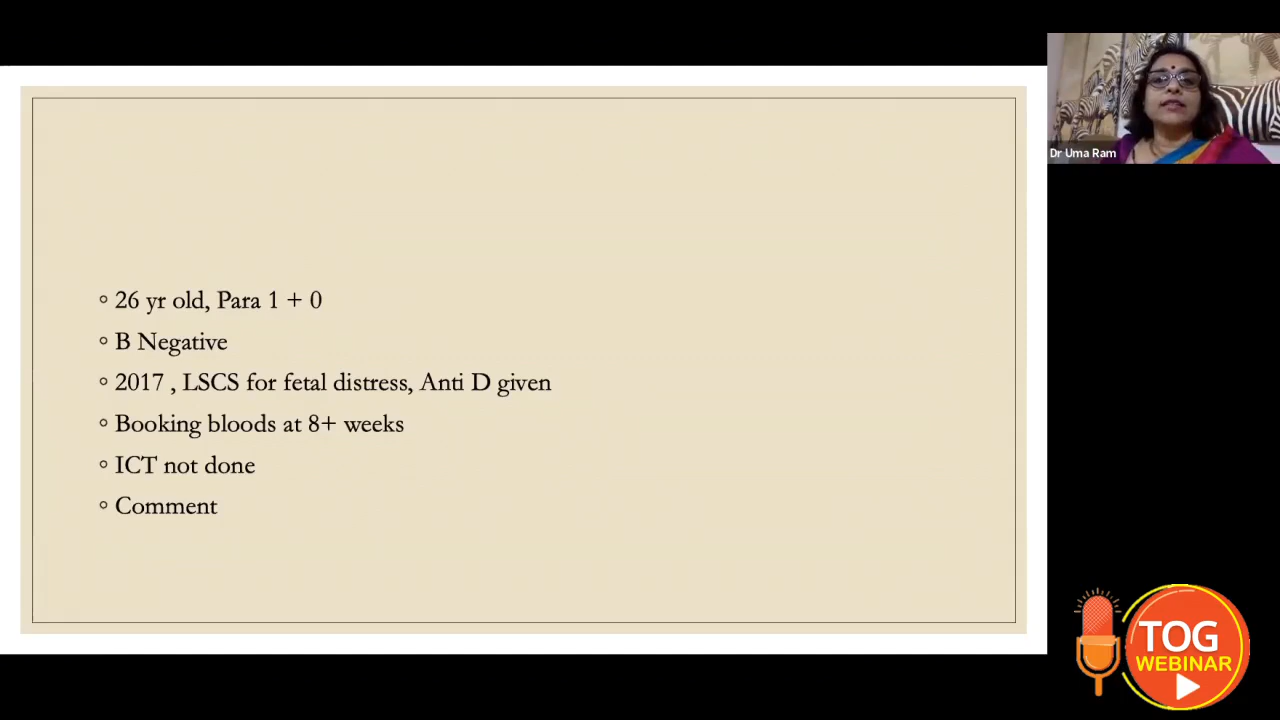 Dr Uma Ram
◦ 26 yr old, Para 1 + 0
◦ B Negative
◦ 2017 , LSCS for fetal distress, Anti D given
◦ Booking bloods at 8+ weeks
◦ ICT not done
◦ Comment
TOG
WEBINAR